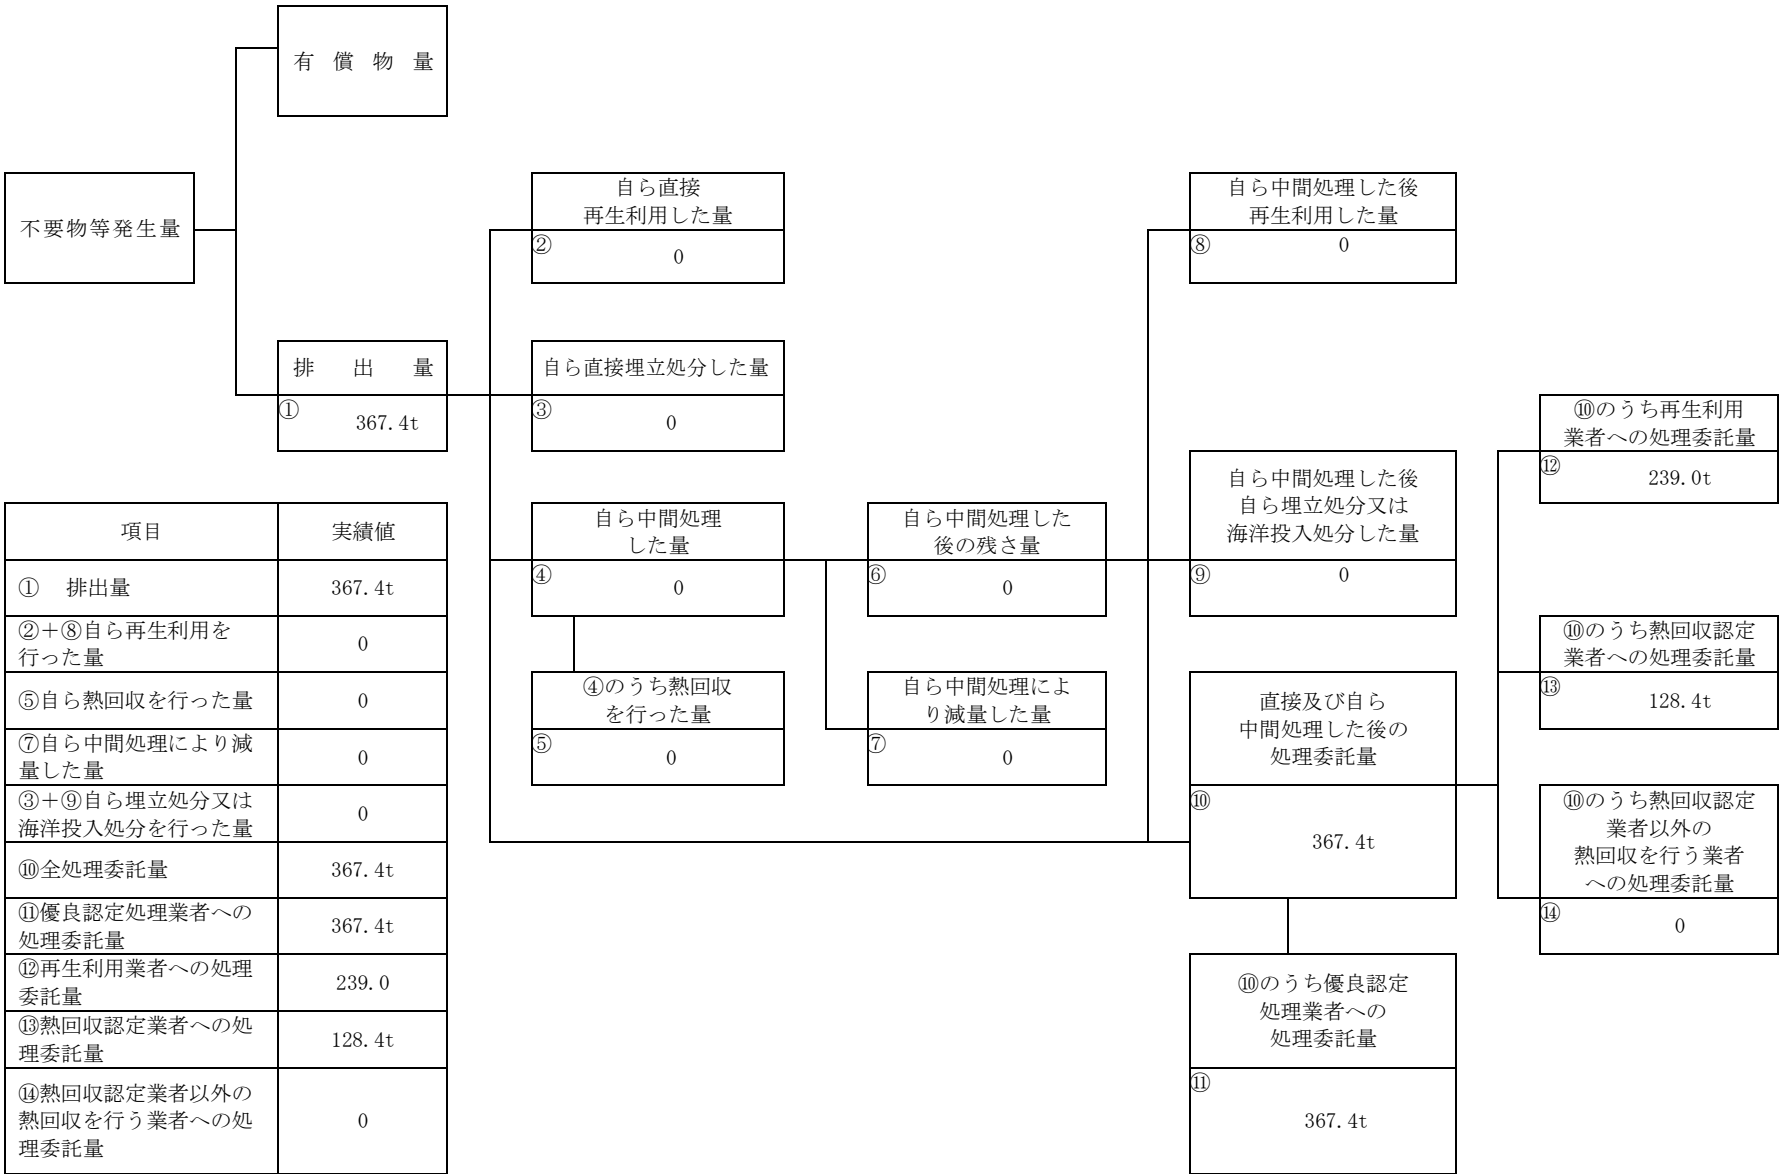 有償物量
不要物等発生量
自ら直接
再生利用した量
②
0
自ら中間処理した後
再生利用した量
⑧
0
排出量
①
367.4t
自ら直接埋立処分した量
③
0
⑩のうち再生利用
業者への処理委託量
⑫
239.0t
自ら中間処理
した量
④
0
自ら中間処理した
後の残さ量
⑥
0
自ら中間処理した後
自ら埋立処分又は
海洋投入処分した量
⑨
0
⑩のうち熱回収認定
業者への処理委託量
⑬
128.4t
④のうち熱回収
を行った量
⑤
0
自ら中間処理によ
り減量した量
⑦
0
直接及び自ら
中間処理した後の
処理委託量
⑩
367.4t
⑩のうち熱回収認定
業者以外の
熱回収を行う業者
への処理委託量
⑭
0
⑩のうち優良認定
処理業者への
処理委託量
⑪
367.4t
項目 実績値
① 排出量 367.4t
②+⑧自ら再生利用を
行った量
0
⑤自ら熱回収を行った量 0
⑦自ら中間処理により減
量した量
0
③+⑨自ら埋立処分又は
海洋投入処分を行った量
0
⑩全処理委託量 367.4t
⑪優良認定処理業者への
処理委託量
367.4t
⑫再生利用業者への処理
委託量
239.0
⑬熱回収認定業者への処
理委託量
128.4t
⑭熱回収認定業者以外の
熱回収を行う業者への処
理委託量
0